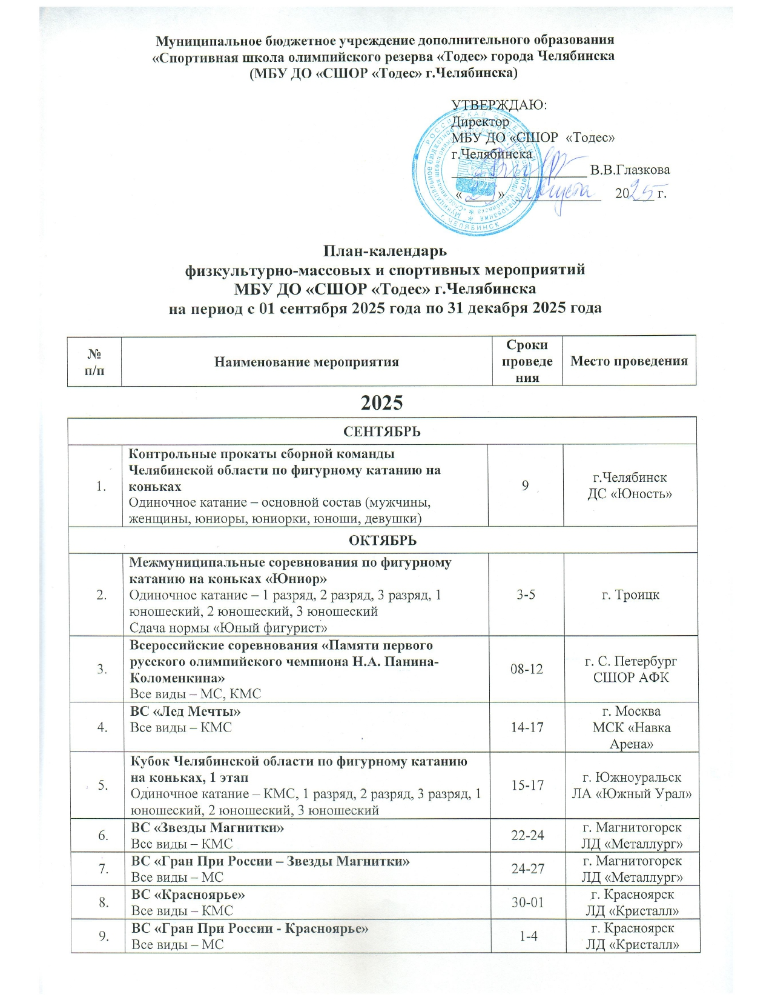 Муниципальное бюджетное учреждение дополнительного образования
«Спортивная школа олимпийского резерва «Тодес» города Челябинска
(МБУ ДО «СШОР «Тодес» г.Челябинска)
УТВЕРЖДАЮ:
Директор
МБУ ДО «СШОР «Тодес»
г.Челябинска
В.В.Глазкова
«29» августа 2025 г.
РОССИЙСКАЯ ФЕДЕРАЦИЯ
г. ЧЕЛЯБИНСК
План-календарь
физкультурно-массовых и спортивных мероприятий
МБУ ДО «СШОР «Тодес» г.Челябинска
на период с 01 сентября 2025 года по 31 декабря 2025 года
№
п/п
Наименование мероприятия
Сроки
проведе
ния
Место проведения
2025
СЕНТЯБРЬ
1.
Контрольные прокаты сборной команды
Челябинской области по фигурному катанию на
коньках
Одиночное катание – основной состав (мужчины,
женщины, юниоры, юниорки, юноши, девушки)
9
г.Челябинск
ДС «Юность»
ОКТЯБРЬ
2.
Межмуниципальные соревнования по фигурному
катанию на коньках «Юниор»
Одиночное катание – 1 разряд, 2 разряд, 3 разряд, 1
юношеский, 2 юношеский, 3 юношеский
Сдача нормы «Юный фигурист»
3-5
г. Троицк
3.
Всероссийские соревнования «Памяти первого
русского олимпийского чемпиона Н.А. Панина-
Коломенкина»
Все виды – МС, КМС
08-12
г. С. Петербург
СШОР АФК
4.
ВС «Лед Мечты»
Все виды – КМС
14-17
г. Москва
МСК «Навка
Арена»
5.
Кубок Челябинской области по фигурному катанию
на коньках, 1 этап
Одиночное катание – КМС, 1 разряд, 2 разряд, 3 разряд, 1
юношеский, 2 юношеский, 3 юношеский
15-17
г. Южноуральск
ЛА «Южный Урал»
6.
ВС «Звезды Магнитки»
Все виды – КМС
22-24
г. Магнитогорск
ЛД «Металлург»
7.
ВС «Гран При России – Звезды Магнитки»
Все виды – МС
24-27
г. Магнитогорск
ЛД «Металлург»
8.
ВС «Красноярье»
Все виды – КМС
30-01
г. Красноярск
ЛД «Кристалл»
9.
ВС «Гран При России - Красноярье»
Все виды – МС
1-4
г. Красноярск
ЛД «Кристалл»